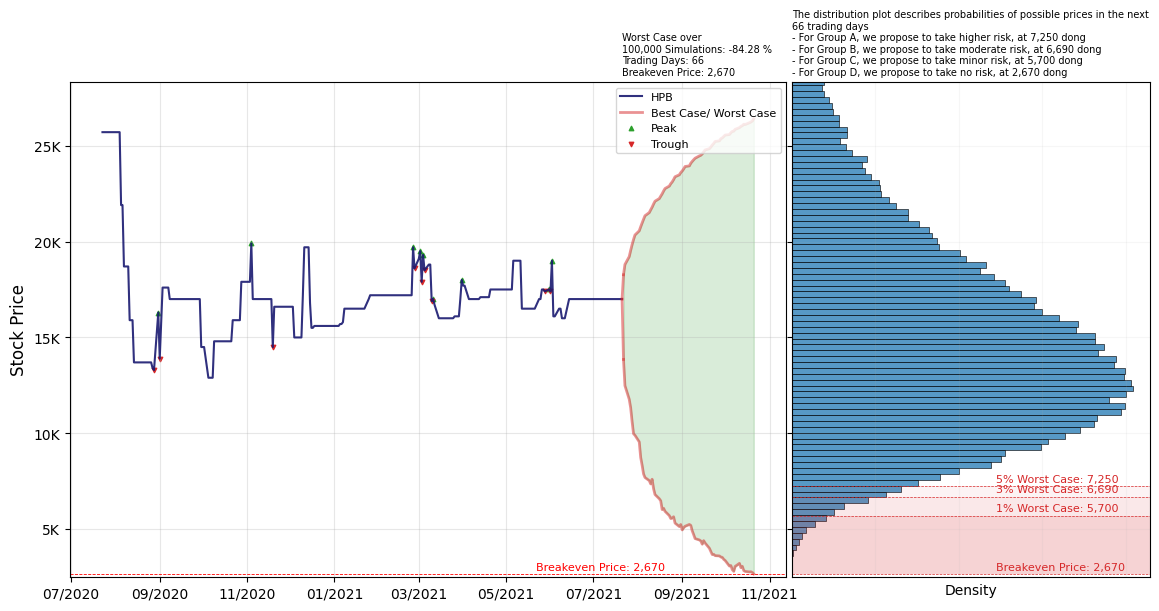 The distribution plot describes probabilities of possible prices in the next
66 trading days
- For Group A, we propose to take higher risk, at 7,250 dong
- For Group B, we propose to take moderate risk, at 6,690 dong
- For Group C, we propose to take minor risk, at 5,700 dong
- For Group D, we propose to take no risk, at 2,670 dong
Worst Case over
100,000 Simulations: -84.28 %
Trading Days: 66
Breakeven Price: 2,670
HPB
Best Case/ Worst Case
Peak
Trough
Stock Price
25K
20K
15K
10K
5K
Breakeven Price: 2,670
07/2020
09/2020
11/2020
01/2021
03/2021
05/2021
07/2021
09/2021
11/2021
5% Worst Case: 7,250
3% Worst Case: 6,690
1% Worst Case: 5,700
Breakeven Price: 2,670
Density